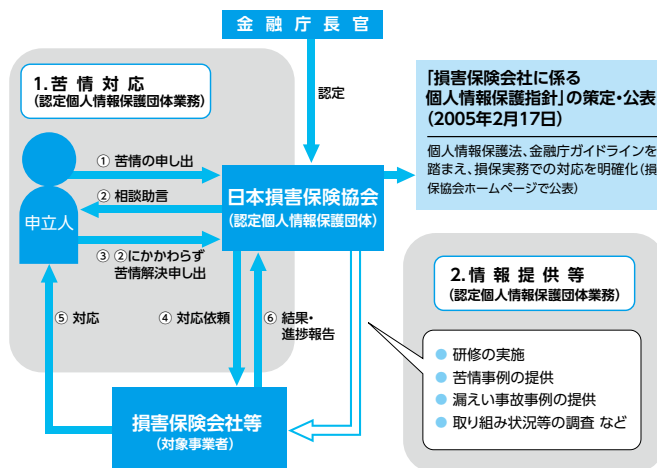 金融庁長官
1.苦情対応
(認定個人情報保護団体業務)
認定
「損害保険会社に係る
個人情報保護指針」の策定・公表
(2005年2月17日)
個人情報保護法、金融庁ガイドラインを
踏まえ、損保実務での対応を明確化(損
保協会ホームページで公表)
① 苦情の申し出
② 相談助言
申立人
日本損害保険協会
(認定個人情報保護団体)
③ ②にかかわらず
苦情解決申し出
2.情報提供等
(認定個人情報保護団体業務)
⑤ 対応
④ 対応依頼
⑥ 結果・
進捗報告
● 研修の実施
● 苦情事例の提供
● 漏えい事故事例の提供
● 取り組み状況等の調査 など
損害保険会社等
(対象事業者)